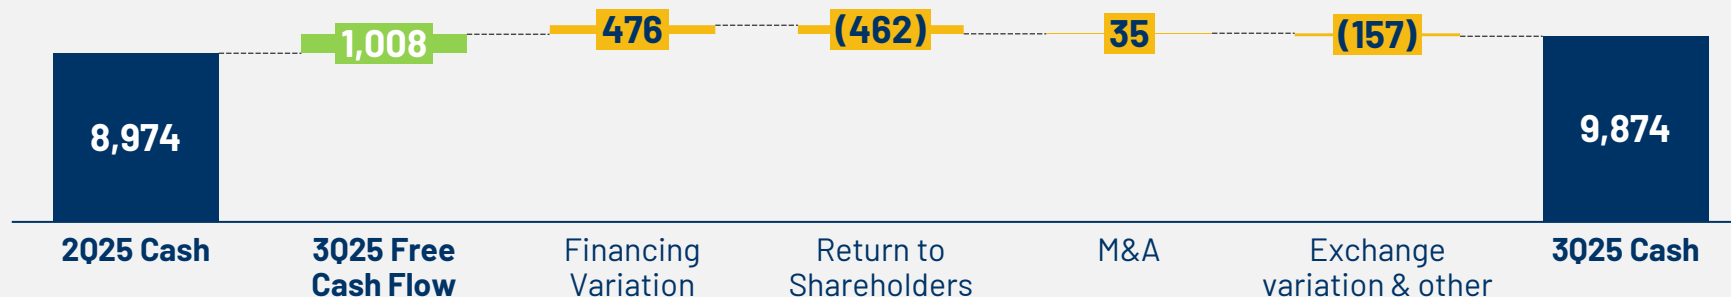 1,008
476
(462)
35
(157)
8,974
9,874
2Q25 Cash
3Q25 Free
Cash Flow
Financing
Variation
Return to
Shareholders
M&A
Exchange
variation & other
3Q25 Cash